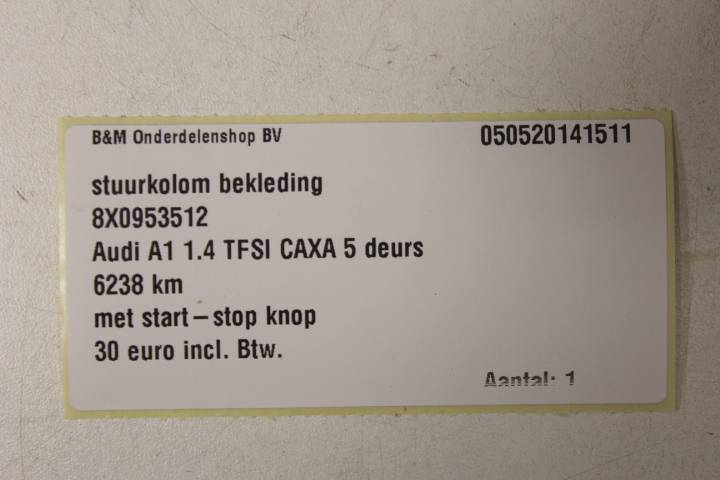 B&M Onderdelenshop BV 050520141511
stuurkolom bekleding
8X0953512
Audi A1 1.4 TFSI CAXA 5 deurs
6238 km
met start–stop knop
30 euro incl. Btw.
Aantal: 1